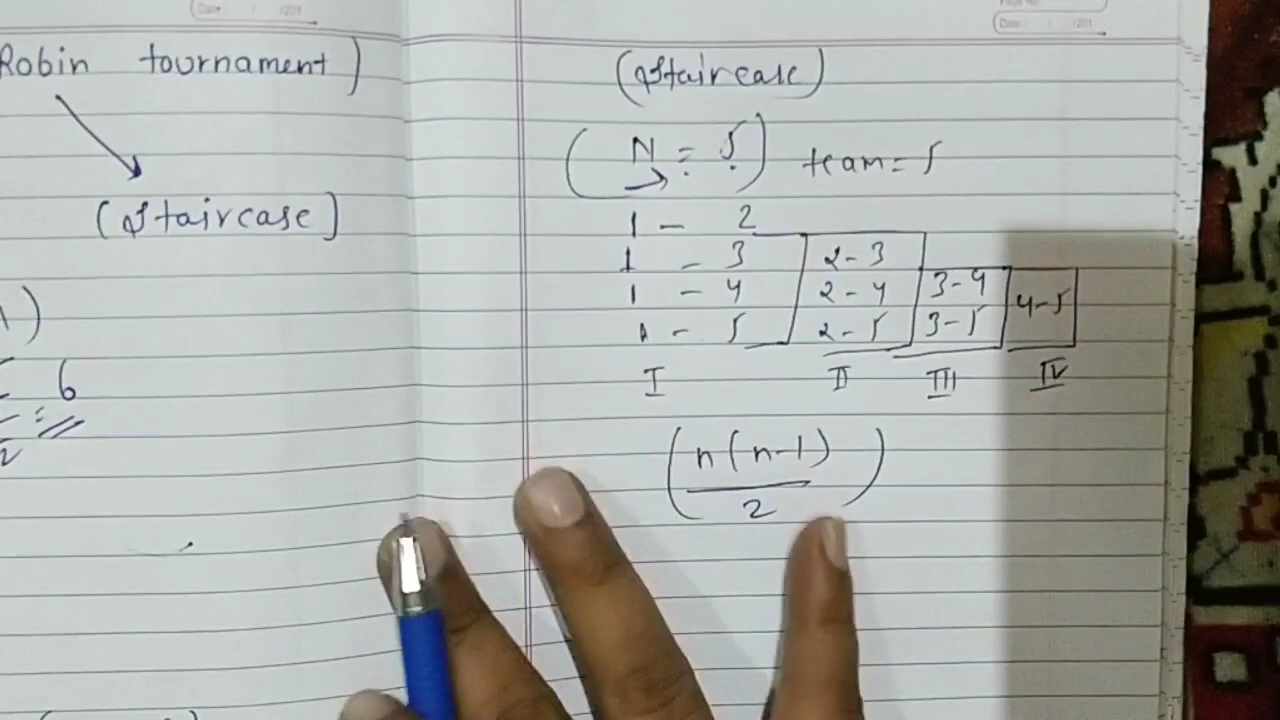 Robin tournament)
(Staircase)
6
2
(Staircase)
(N = 5) team = 5
1 - 2
1 - 3 2 - 3
1 - 4 2 - 4 3 - 4 4 - 5
1 - 5 2 - 5 3 - 5
I II III IV
(n(n-1)
2)